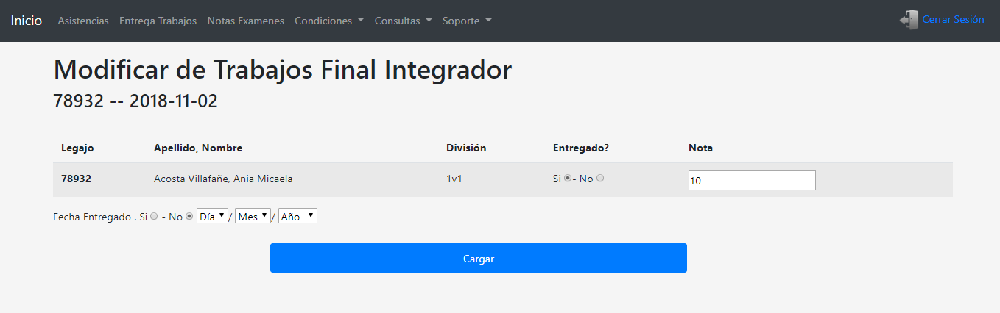 Inicio Asistencias Entrega Trabajos Notas Examenes Condiciones Consultas Soporte Cerrar Sesión
Modificar de Trabajos Final Integrador
78932 -- 2018-11-02
Legajo Apellido, Nombre División Entregado? Nota
78932 Acosta Villafañe, Ania Micaela 1v1 Si - No 10
Fecha Entregado . Si - No Día / Mes / Año
Cargar